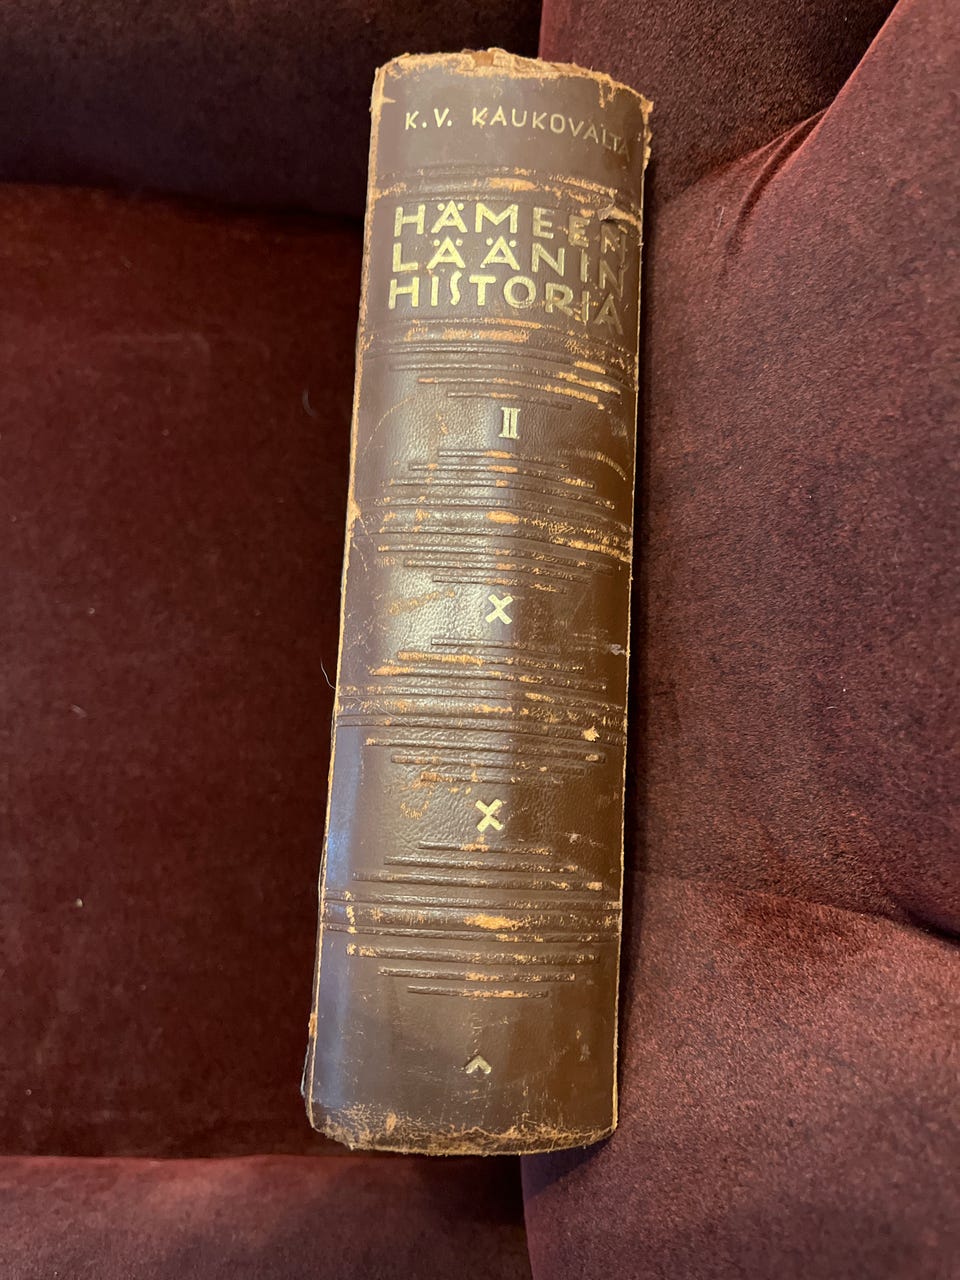 K.V. KAUKOVALTA
HÄMEEN
LÄÄNIN
HISTORIA
II